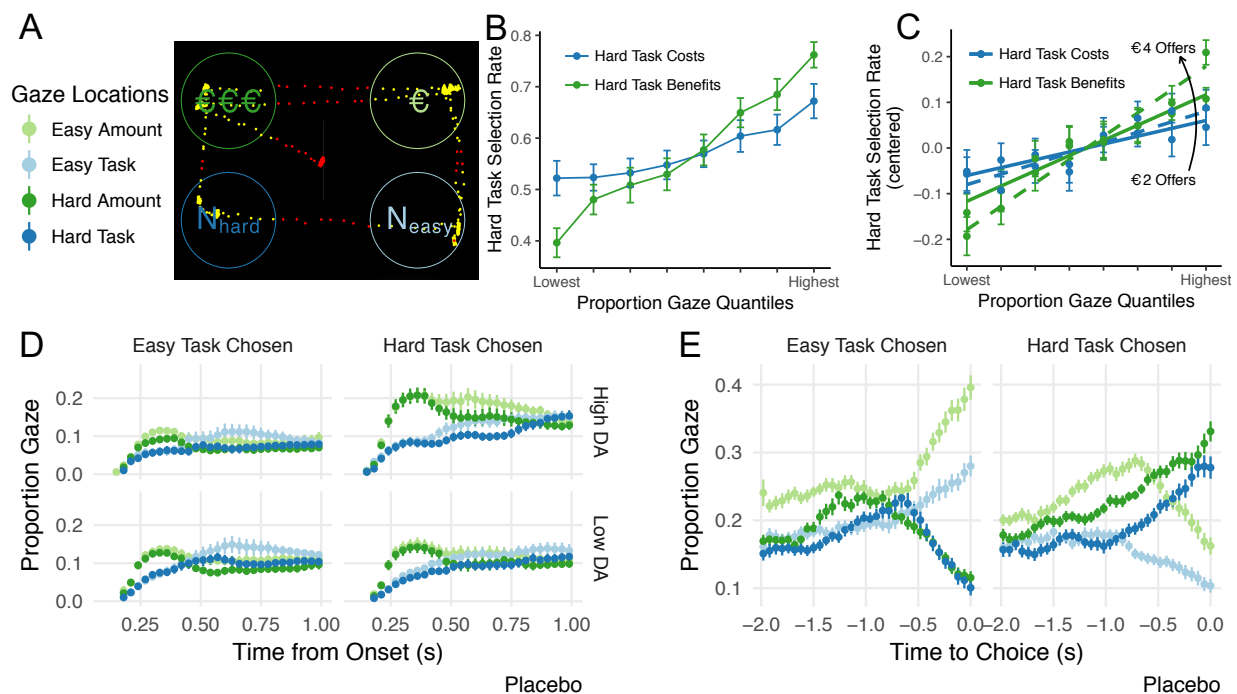 A
Gaze Locations
Easy Amount
Easy Task
Hard Amount
Hard Task
€€€
€
Nhard
Neasy
B
Hard Task Selection Rate
0.8
0.7
0.6
0.5
0.4
Hard Task Costs
Hard Task Benefits
Lowest
Highest
Proportion Gaze Quantiles
C
Hard Task Selection Rate
(centered)
0.2
0.1
0.0
−0.1
−0.2
Hard Task Costs
Hard Task Benefits
€4 Offers
€2 Offers
Lowest
Highest
Proportion Gaze Quantiles
D
Easy Task Chosen
Hard Task Chosen
Proportion Gaze
0.2
0.1
0.0
High DA
0.2
0.1
0.0
Low DA
0.25 0.50 0.75 1.00
0.25 0.50 0.75 1.00
Time from Onset (s)
Placebo
E
Easy Task Chosen
Hard Task Chosen
Proportion Gaze
0.4
0.3
0.2
0.1
−2.0 −1.5 −1.0 −0.5 0.0
−2.0 −1.5 −1.0 −0.5 0.0
Time to Choice (s)
Placebo